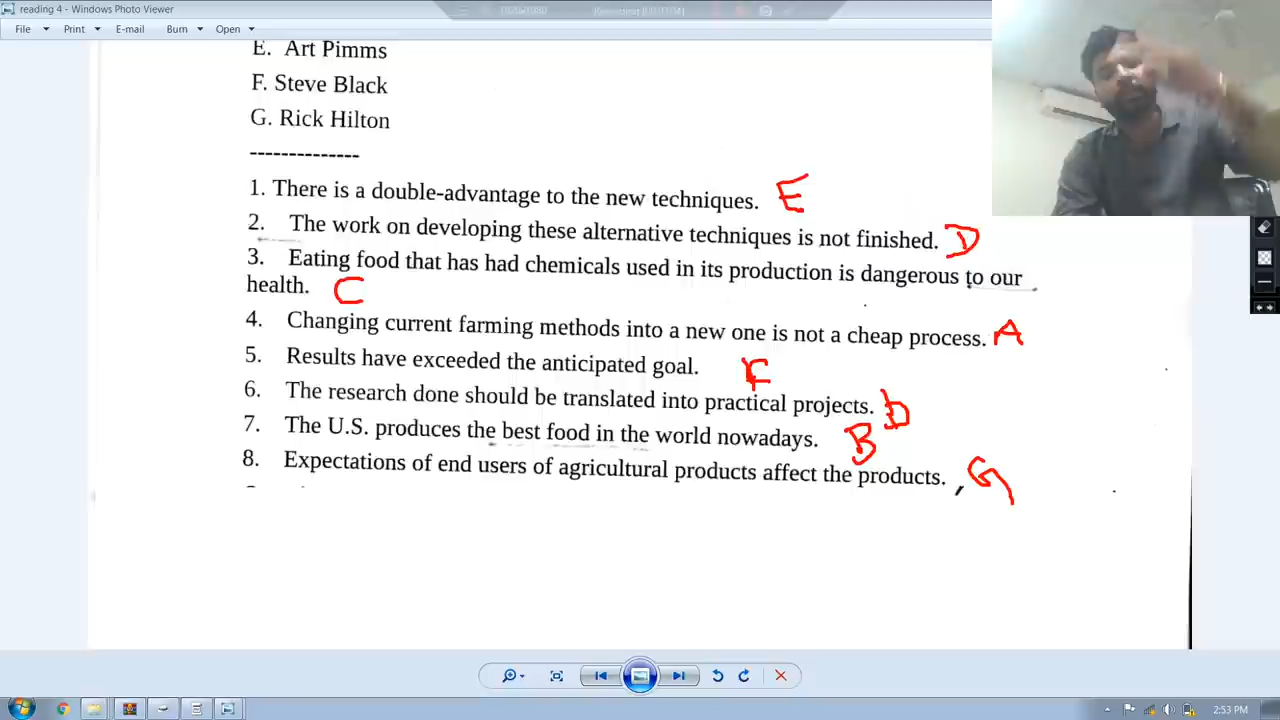 reading 4 - Windows Photo Viewer
File Print E-mail Burn Open
E. Art Pimms
F. Steve Black
G. Rick Hilton
--------------
1. There is a double-advantage to the new techniques. E
2. The work on developing these alternative techniques is not finished. D
3. Eating food that has had chemicals used in its production is dangerous to our
health. C
4. Changing current farming methods into a new one is not a cheap process. A
5. Results have exceeded the anticipated goal. F
6. The research done should be translated into practical projects. D
7. The U.S. produces the best food in the world nowadays. B
8. Expectations of end users of agricultural products affect the products. G
2:53 PM